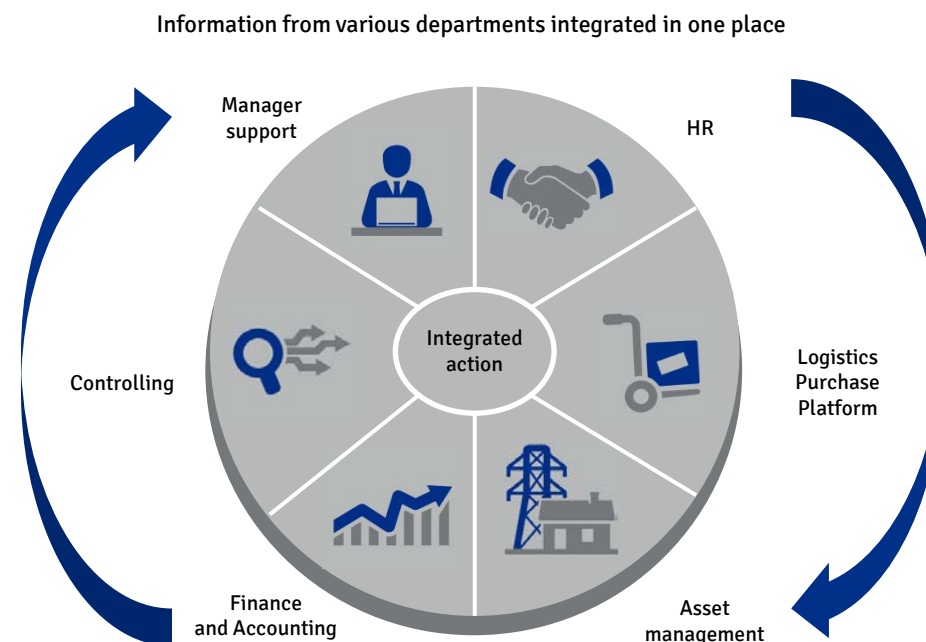 Information from various departments integrated in one place
Manager
support
HR
Integrated
action
Controlling
Logistics
Purchase
Platform
Finance
and Accounting
Asset
management